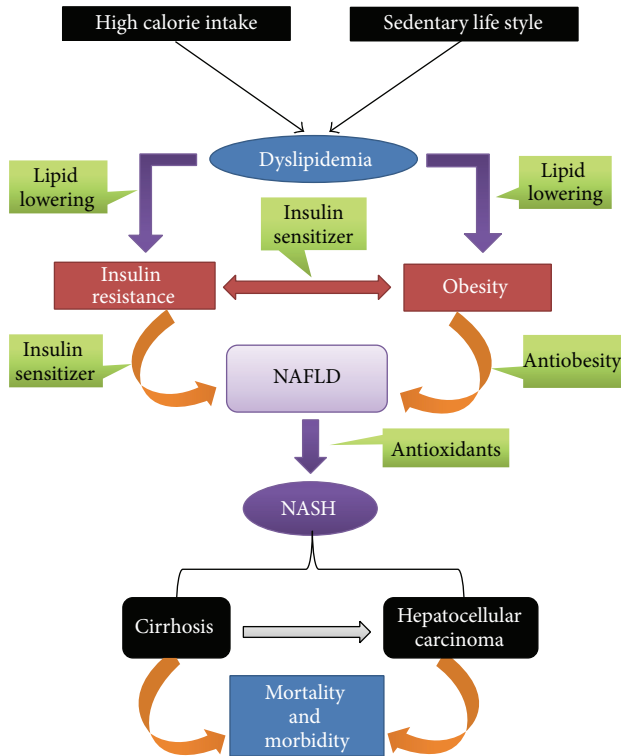 High calorie intake
Sedentary life style
Dyslipidemia
Lipid
lowering
Lipid
lowering
Insulin
sensitizer
Insulin
resistance
Obesity
Insulin
sensitizer
NAFLD
Antiobesity
Antioxidants
NASH
Cirrhosis
Hepatocellular
carcinoma
Mortality
and
morbidity